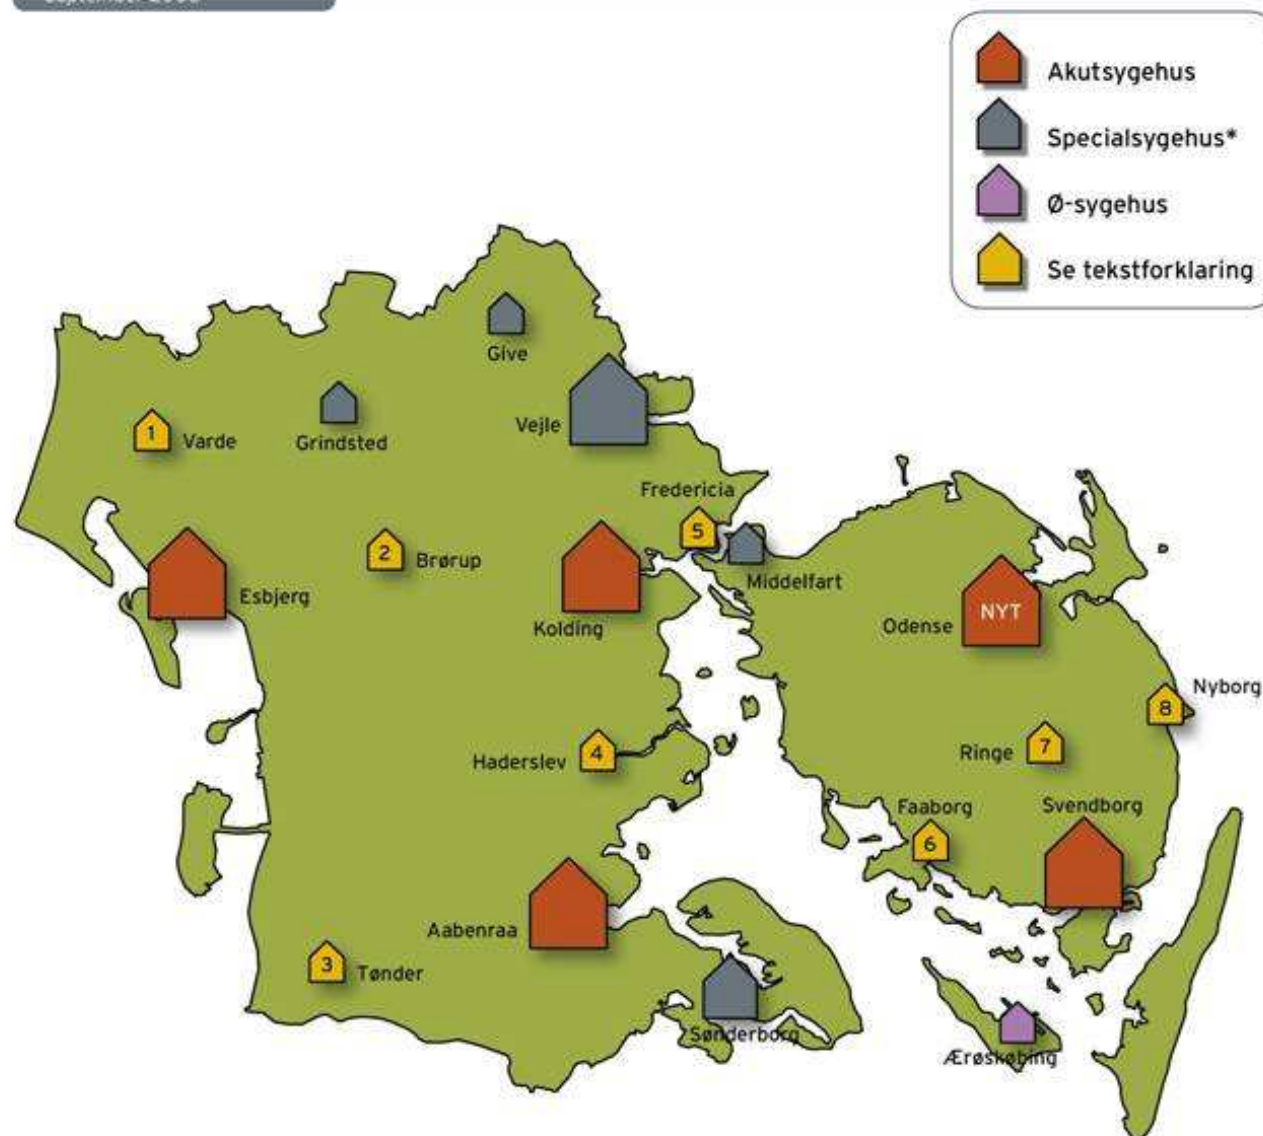 Akutsygehus
Specialsygehus*
Ø-sygehus
Se tekstforklaring
Give
Vejle
1 Varde
Grindsted
Fredericia
5
2 Brørup
Middelfart
Esbjerg
Kolding
NYT
Odense
Nyborg
8
4
Haderslev
7
Ringe
Faaborg
Svendborg
6
Aabenraa
3 Tønder
Sønderborg
Ærøskøbing